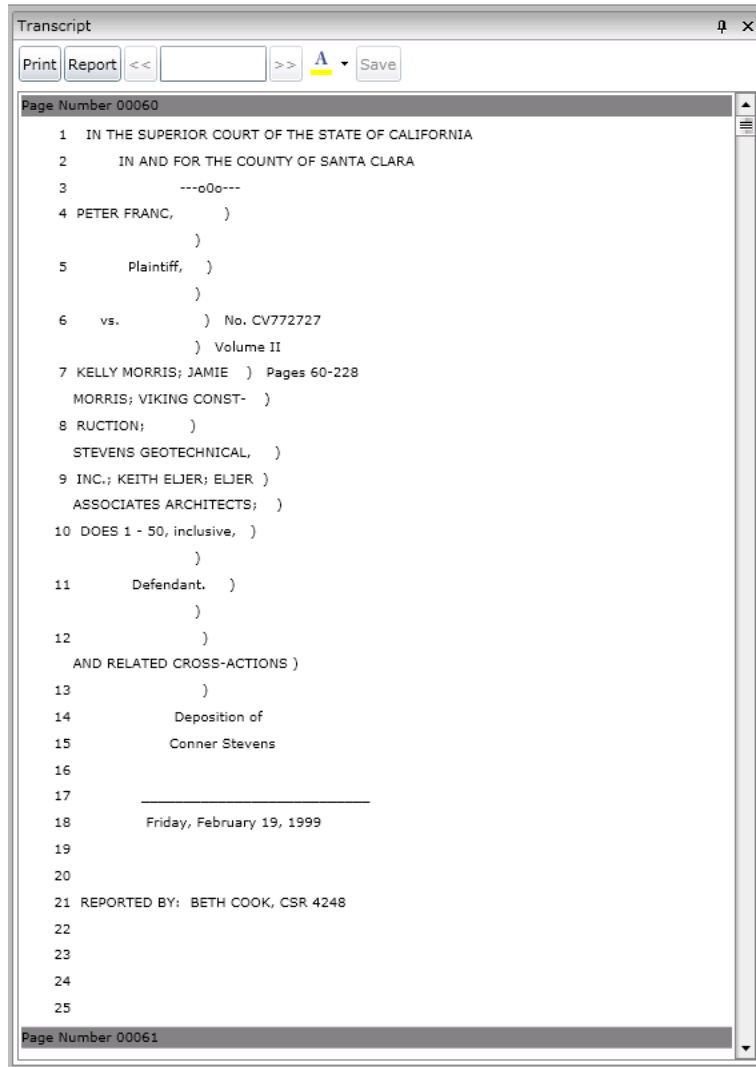 Transcript
Print Report << >> A Save
Page Number 00060
1 IN THE SUPERIOR COURT OF THE STATE OF CALIFORNIA
2 IN AND FOR THE COUNTY OF SANTA CLARA
3 ---o0o---
4 PETER FRANC, )
)
5 Plaintiff, )
)
6 vs. ) No. CV772727
) Volume II
7 KELLY MORRIS; JAMIE ) Pages 60-228
MORRIS; VIKING CONST- )
8 RUCTION; )
STEVENS GEOTECHNICAL, )
9 INC.; KEITH ELJER; ELJER )
ASSOCIATES ARCHITECTS; )
10 DOES 1 - 50, inclusive, )
)
11 Defendant. )
)
12 )
AND RELATED CROSS-ACTIONS )
13 )
14 Deposition of
15 Conner Stevens
16
17 ____________________________
18 Friday, February 19, 1999
19
20
21 REPORTED BY: BETH COOK, CSR 4248
22
23
24
25
Page Number 00061